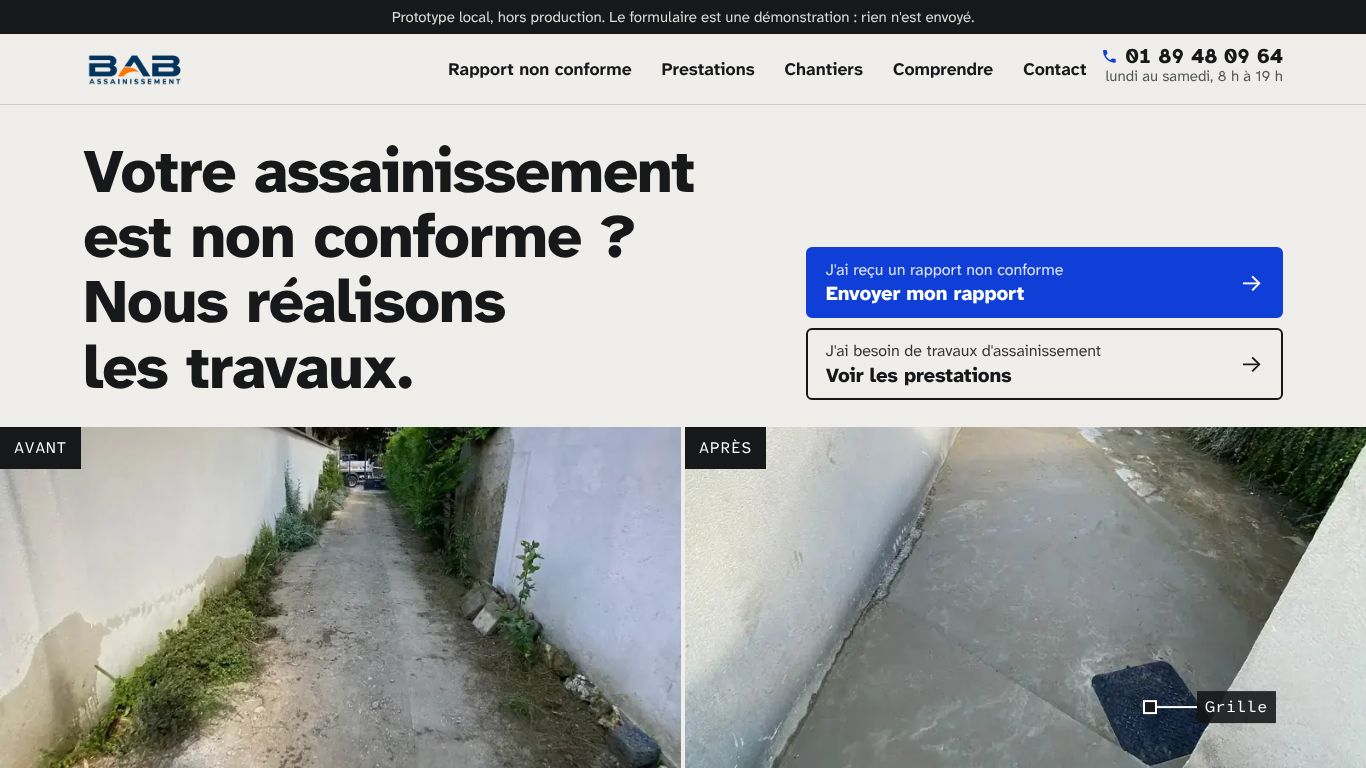 Prototype local, hors production. Le formulaire est une démonstration : rien n'est envoyé.
BAB
ASSAINISSEMENT
Rapport non conforme
Prestations
Chantiers
Comprendre
Contact
01 89 48 09 64
lundi au samedi, 8 h à 19 h
Votre assainissement
est non conforme ?
Nous réalisons
les travaux.
J'ai reçu un rapport non conforme
Envoyer mon rapport
J'ai besoin de travaux d'assainissement
Voir les prestations
AVANT
APRÈS
Grille